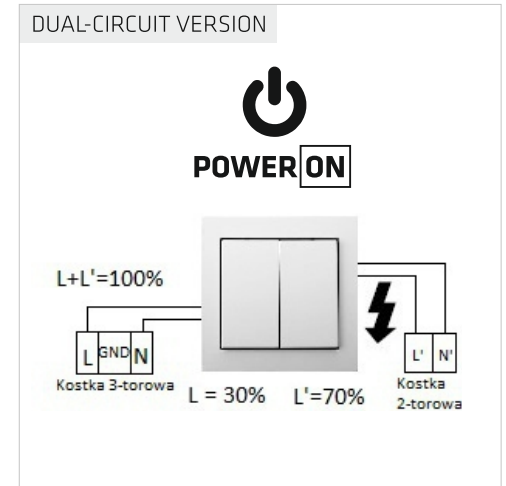 DUAL-CIRCUIT VERSION
POWER ON
L+L'=100%
L GND N
Kostka 3-torowa
L = 30% L'=70%
L' N'
Kostka
2-torowa